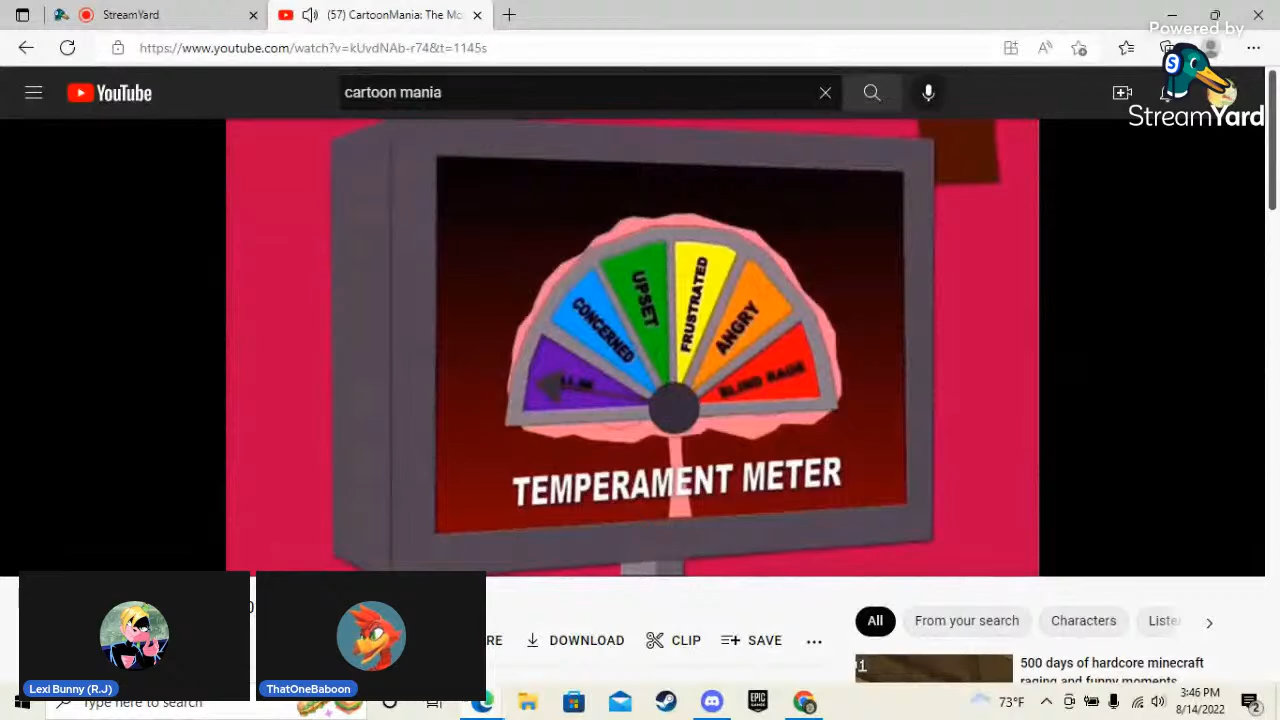 StreamYard
CartoonMania: The Mo
Powered by
https://www.youtube.com/watch?v=kUvdNAb-r74&t=1145s
YouTube
cartoon mania
StreamYard
CONCERNED
UPSET
FRUSTRATED
ANGRY
BLIND RAGE
TEMPERAMENT METER
All
From your search
Characters
DOWNLOAD
CLIP
SAVE
500 days of hardcore minecraft
raging and funny moments
Lexi Bunny (R.J)
ThatOneBaboon
Type here to search
EPIC
GAMES
73°F
3:46 PM
8/14/2022
2